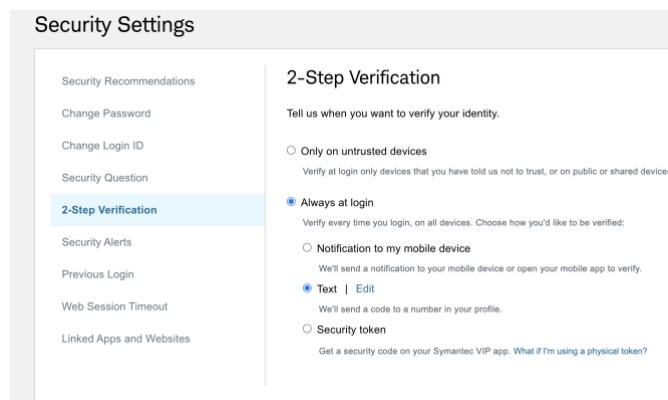 Security Settings
Security Recommendations
Change Password
Change Login ID
Security Question
2-Step Verification
Security Alerts
Previous Login
Web Session Timeout
Linked Apps and Websites
2-Step Verification
Tell us when you want to verify your identity.
Only on untrusted devices
Verify at login only devices that you have told us not to trust, or on public or shared device
Always at login
Verify every time you login, on all devices. Choose how you'd like to be verified:
Notification to my mobile device
We'll send a notification to your mobile device or open your mobile app to verify.
Text | Edit
We'll send a code to a number in your profile.
Security token
Get a security code on your Symantec VIP app. What if I'm using a physical token?